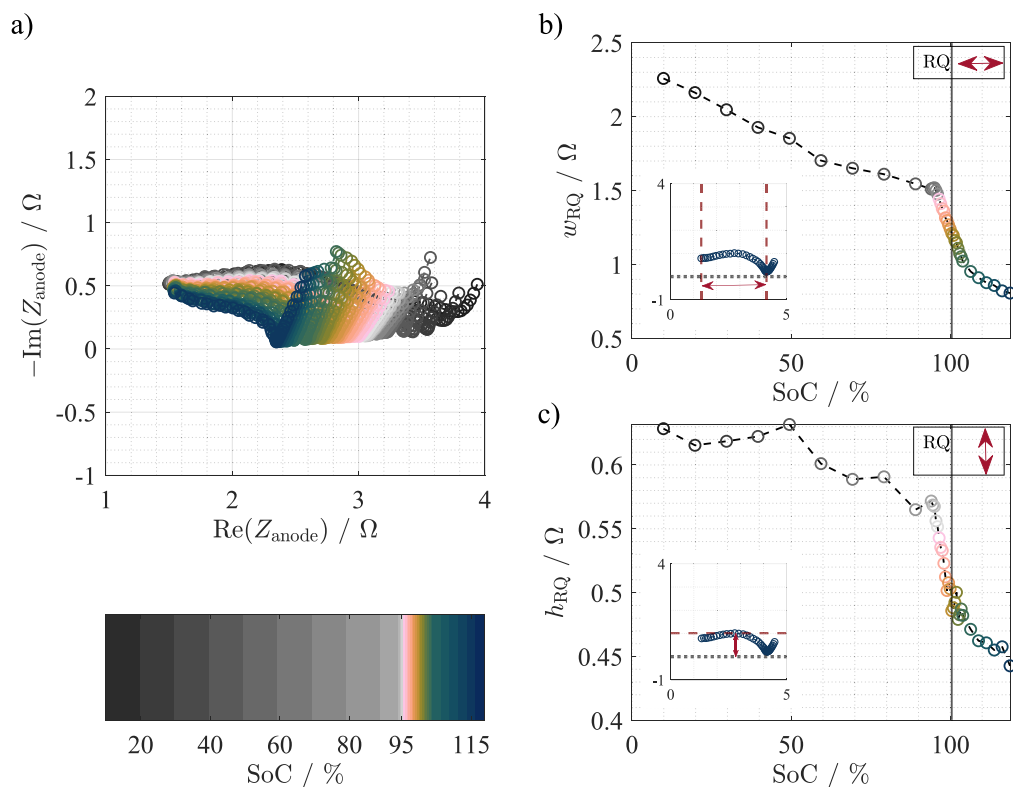 a)
2
1.5
1
0.5
0
-0.5
-1
−Im(Z_anode) / Ω
1 2 3 4
Re(Z_anode) / Ω
20 40 60 80 95 115
SoC / %
b)
2.5
2
1.5
1
0.5
w_RQ / Ω
RQ
4
-1
0 5
0 50 100
SoC / %
c)
0.6
0.55
0.5
0.45
0.4
h_RQ / Ω
RQ
4
-1
0 5
0 50 100
SoC / %